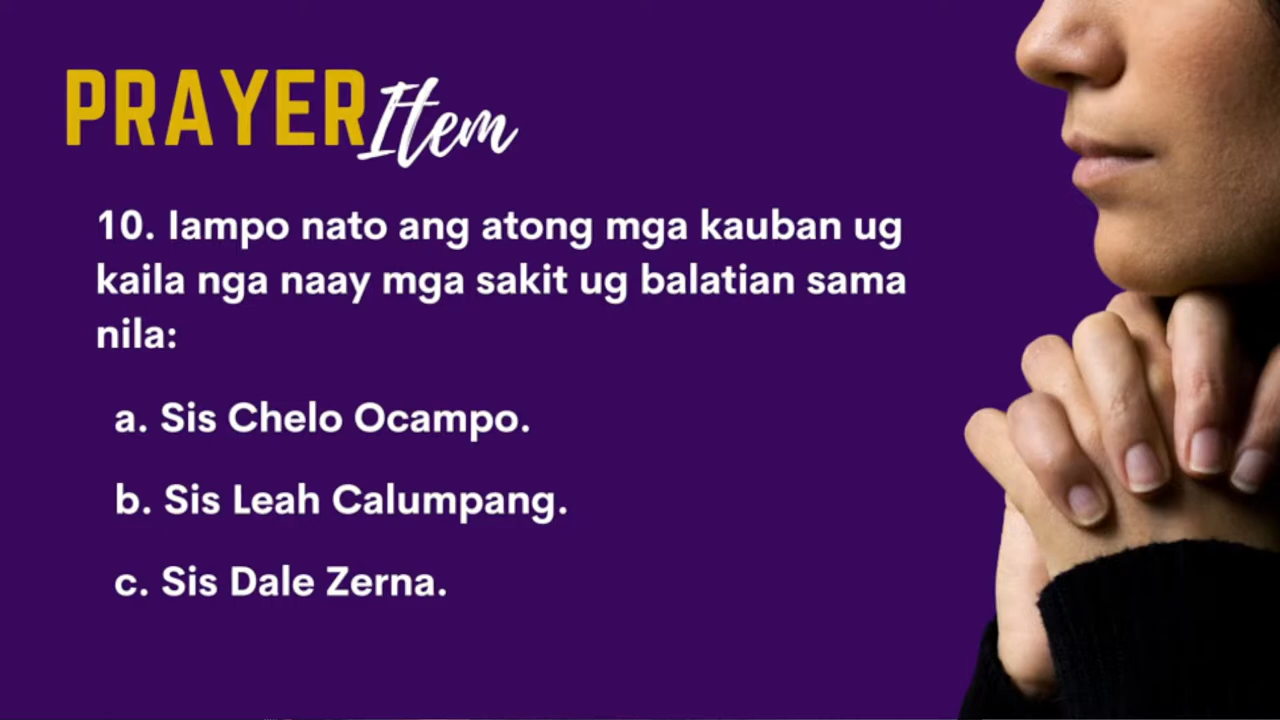 PRAYER Item
10. Iampo nato ang atong mga kauban ug
kaila nga naay mga sakit ug balatian sama
nila:
a. Sis Chelo Ocampo.
b. Sis Leah Calumpang.
c. Sis Dale Zerna.